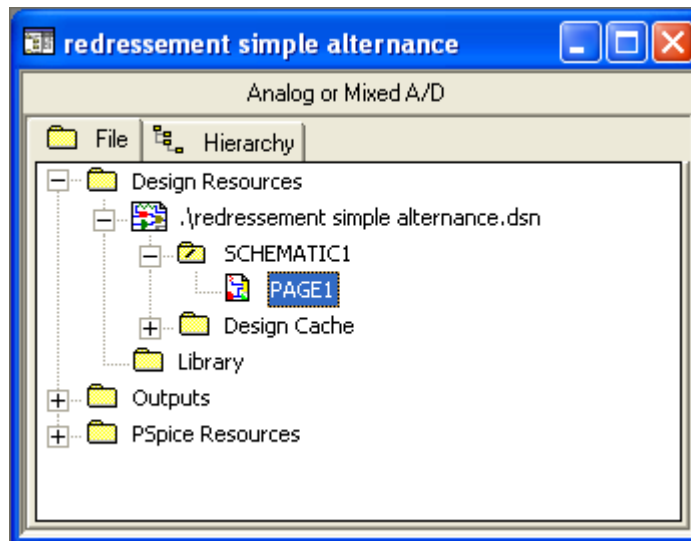 redressement simple alternance
Analog or Mixed A/D
File Hierarchy
Design Resources
.\redressement simple alternance.dsn
SCHEMATIC1
PAGE1
Design Cache
Library
Outputs
PSpice Resources